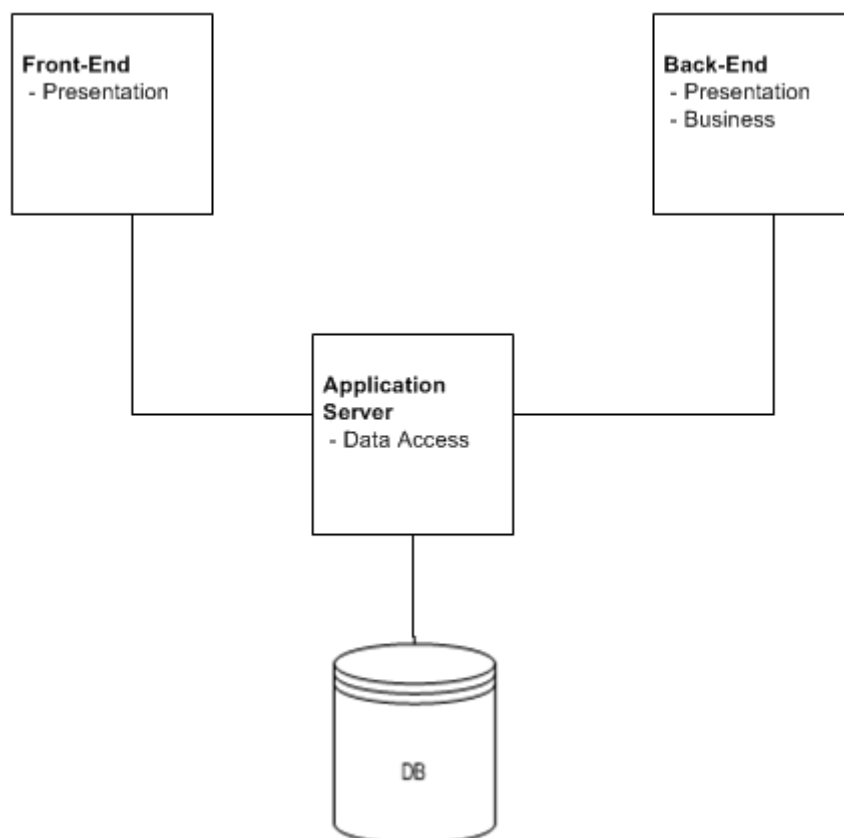 Front-End
- Presentation
Back-End
- Presentation
- Business
Application
Server
- Data Access
DB